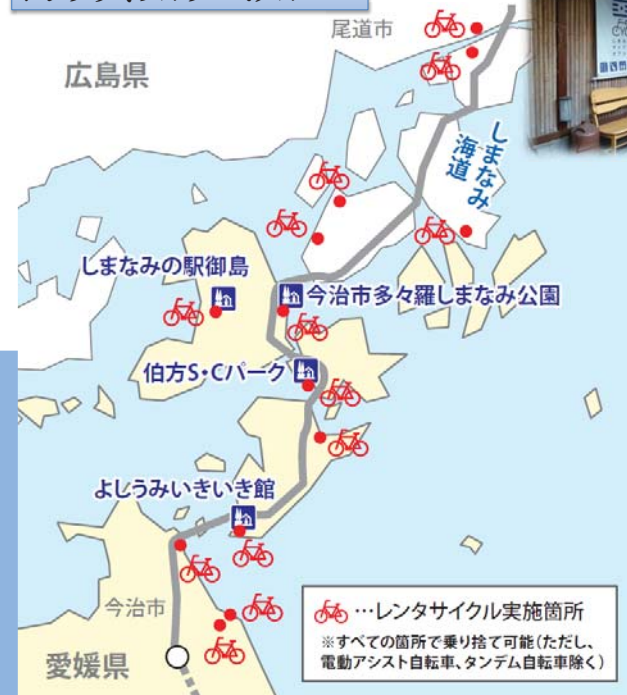 尾道市
広島県
しまなみ
海道
しまなみの駅御島
今治市多々羅しまなみ公園
伯方S・Cパーク
よしうみいきいき館
今治市
愛媛県
…レンタサイクル実施箇所
※すべての箇所で乗り捨て可能(ただし、
電動アシスト自転車、タンデム自転車除く)